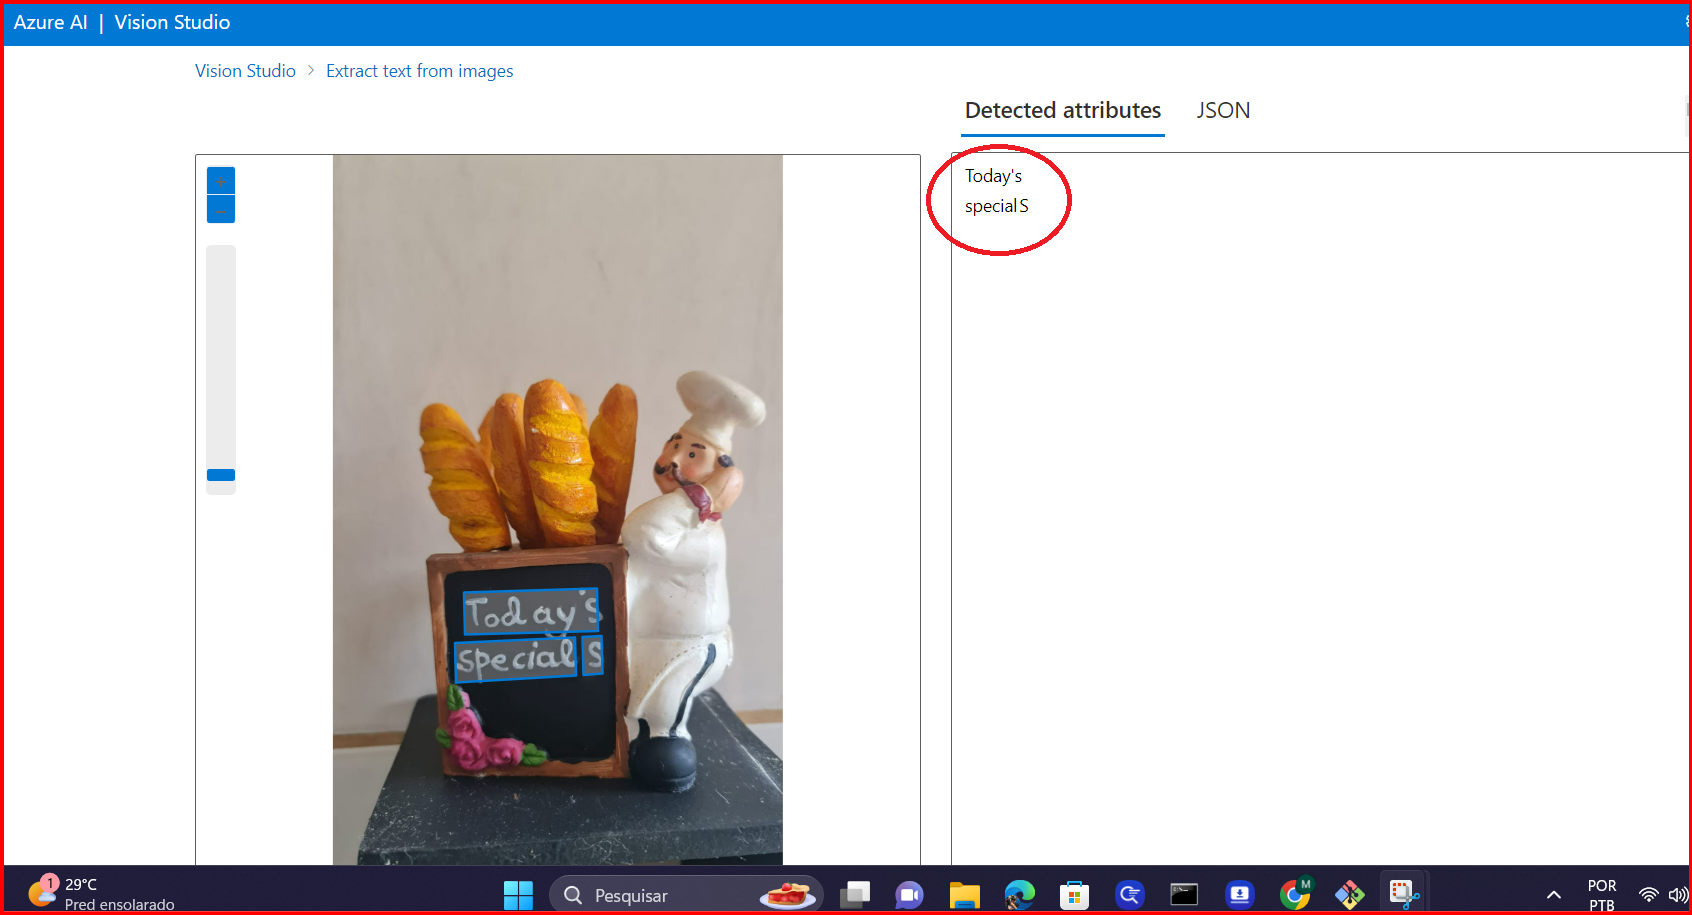 Azure AI | Vision Studio
Vision Studio > Extract text from images
Detected attributes JSON
Today's
special S
+
-
Today's
special S
1
29°C
Pred ensolarado
Pesquisar
M
POR
PTB